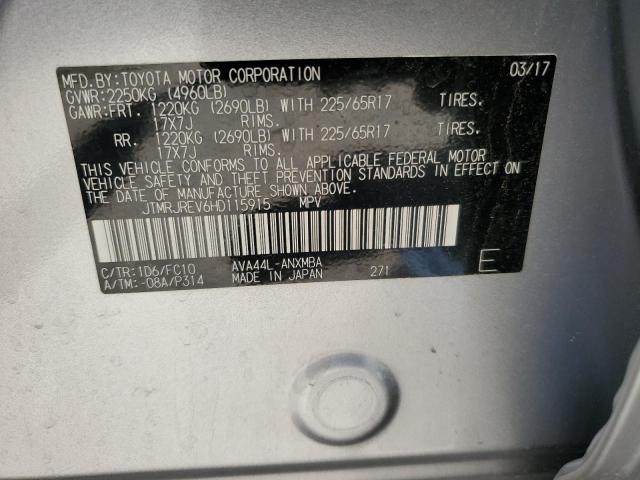 MFD.BY:TOYOTA MOTOR CORPORATION 03/17
GVWR:2250KG (4960LB)
GAWR:FRT. 1220KG (2690LB) WITH 225/65R17 TIRES.
17X7J RIMS.
RR. 1220KG (2690LB) WITH 225/65R17 TIRES.
17X7J RIMS.
THIS VEHICLE CONFORMS TO ALL APPLICABLE FEDERAL MOTOR
VEHICLE SAFETY AND THEFT PREVENTION STANDARDS IN EFFECT ON
THE DATE OF MANUFACTURE SHOWN ABOVE.
JTMRJREV6HD115915 MPV
C/TR:1D6/FC10 AVA44L-ANXMBA
A/TM:-08A/P314 MADE IN JAPAN 271 E